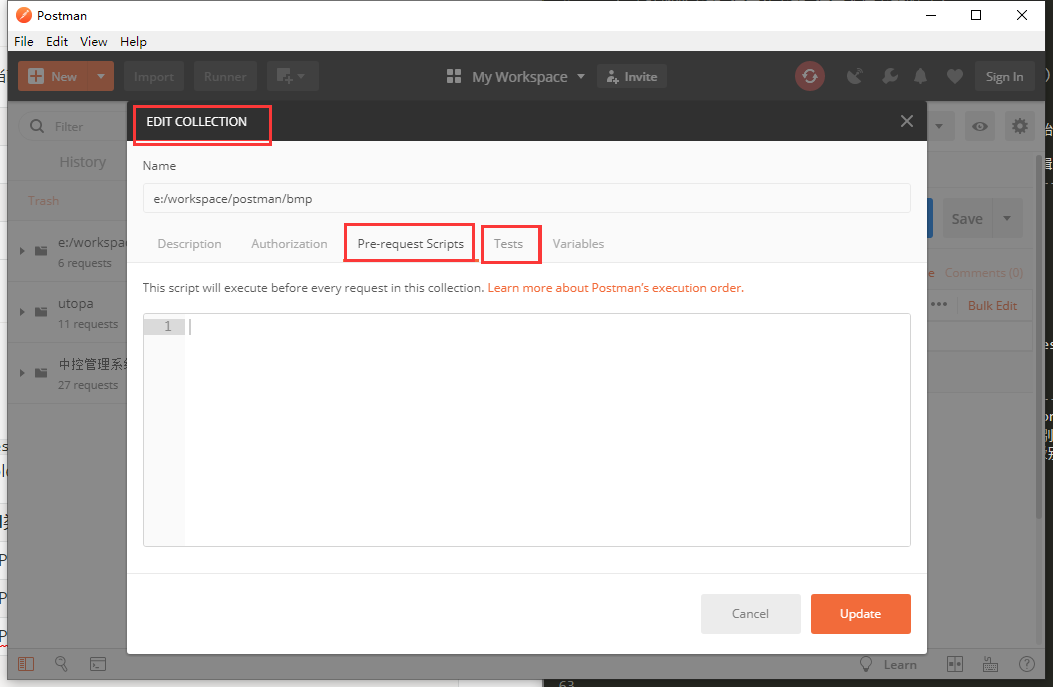 Postman
File Edit View Help
New Import Runner My Workspace Invite Sign In
EDIT COLLECTION
Filter
Name
History
e:/workspace/postman/bmp
Trash
Save
Description Authorization Pre-request Scripts Tests Variables
e:/workspa
6 requests
Comments (0)
This script will execute before every request in this collection. Learn more about Postman's execution order.
utopa
11 requests
Bulk Edit
1
中控管理系
27 requests
Cancel Update
Learn
63